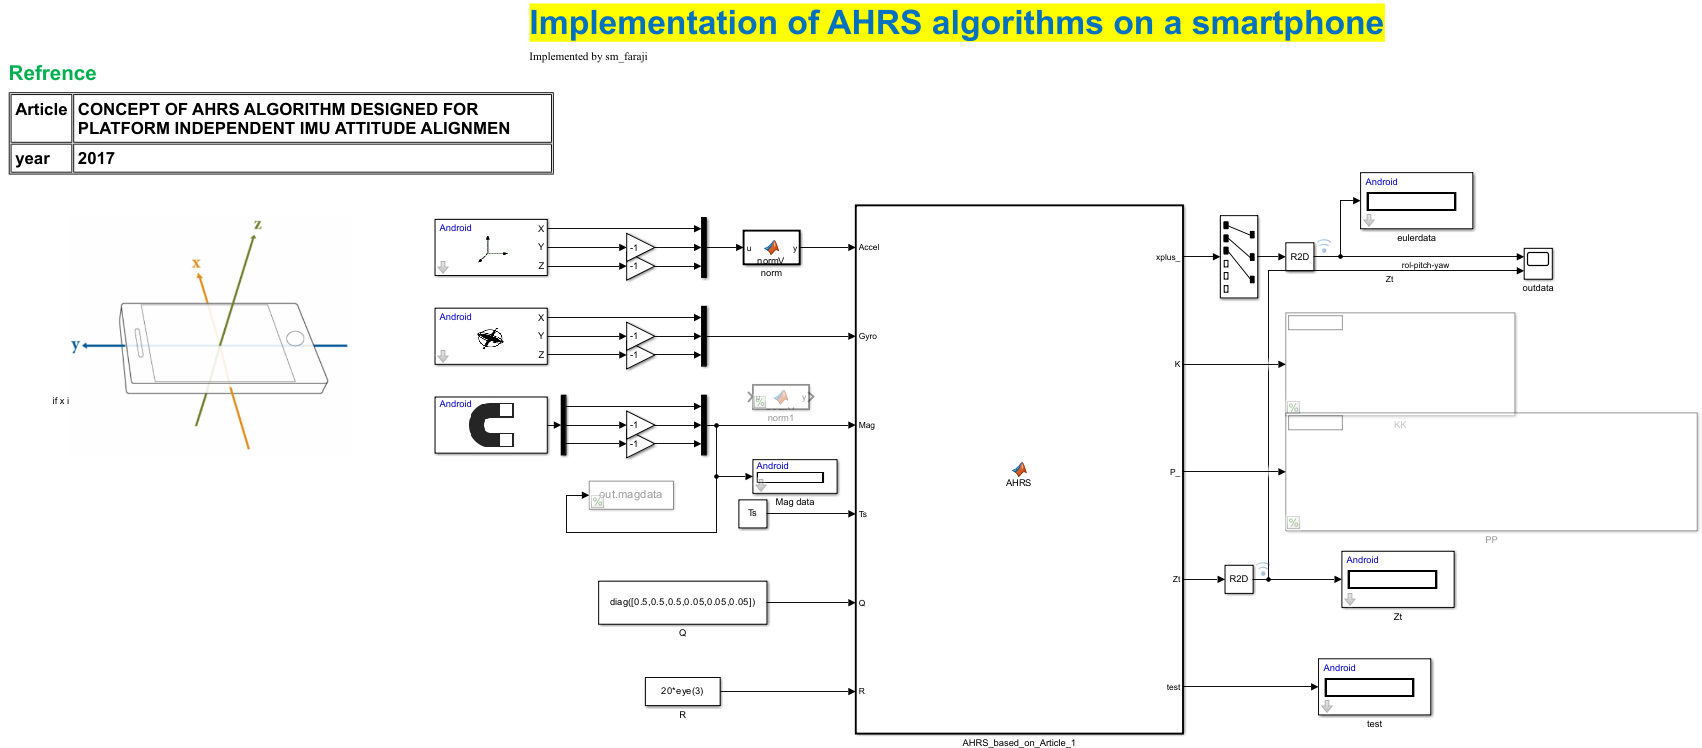 Implementation of AHRS algorithms on a smartphone
Implemented by sm_faraji
Refrence
Article CONCEPT OF AHRS ALGORITHM DESIGNED FOR
PLATFORM INDEPENDENT IMU ATTITUDE ALIGNMEN
year 2017
z
x
y
if x i
Android
X
Y
Z
-1
-1
u
normV
y
norm
Android
X
Y
Z
-1
-1
Android
-1
-1
y
norm1
out.magdata
Android
Mag data
Ts
diag([0.5,0.5,0.5,0.05,0.05,0.05])
Q
20*eye(3)
R
Accel
Gyro
Mag
Ts
Q
R
AHRS
xplus_
K
P_
Zt
test
AHRS_based_on_Article_1
R2D
Android
eulerdata
rol-pitch-yaw
Zt
outdata
%
KK
%
PP
R2D
Android
Zt
Android
test